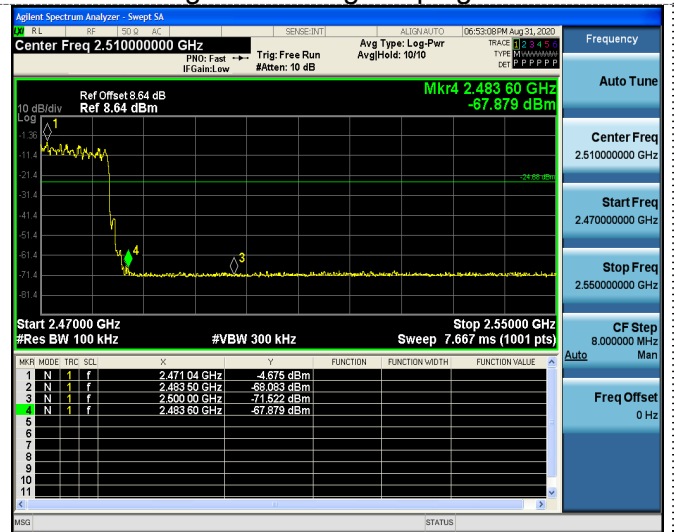 Agilent Spectrum Analyzer - Swept SA
LXI RL RF 50 Ω AC SENSE:INT ALIGN AUTO 06:53:08 PM Aug 31, 2020
Center Freq 2.510000000 GHz
PNO: Fast
IFGain:Low
Trig: Free Run
#Atten: 10 dB
Avg Type: Log-Pwr
Avg|Hold: 10/10
TRACE 1 2 3 4 5 6
TYPE M
DET P P P P P P
Mkr4 2.483 60 GHz
-67.879 dBm
Ref Offset 8.64 dB
10 dB/div Ref 8.64 dBm
Log
1
-1.36
-11.4
-21.4
-24.68 dBm
-31.4
-41.4
-51.4
4
3
-61.4
-71.4
-81.4
Start 2.47000 GHz Stop 2.55000 GHz
#Res BW 100 kHz #VBW 300 kHz Sweep 7.667 ms (1001 pts)
MKR MODE TRC SCL X Y FUNCTION FUNCTION WIDTH FUNCTION VALUE
1 N 1 f 2.471 04 GHz -4.675 dBm
2 N 1 f 2.483 50 GHz -68.083 dBm
3 N 1 f 2.500 00 GHz -71.522 dBm
4 N 1 f 2.483 60 GHz -67.879 dBm
5
6
7
8
9
10
11
MSG STATUS
Frequency
Auto Tune
Center Freq
2.510000000 GHz
Start Freq
2.470000000 GHz
Stop Freq
2.550000000 GHz
CF Step
8.000000 MHz
Auto Man
Freq Offset
0 Hz